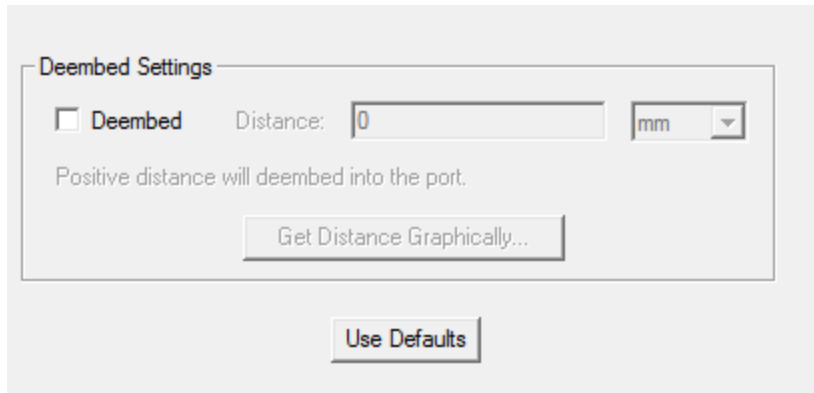 Deembed Settings
Deembed Distance: 0 mm
Positive distance will deembed into the port.
Get Distance Graphically...
Use Defaults